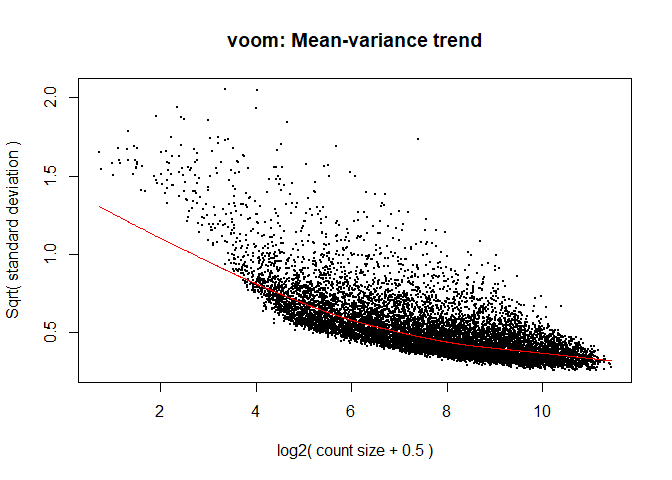 voom: Mean-variance trend
Sqrt( standard deviation )
2.0
1.5
1.0
0.5
2 4 6 8 10
log2( count size + 0.5 )